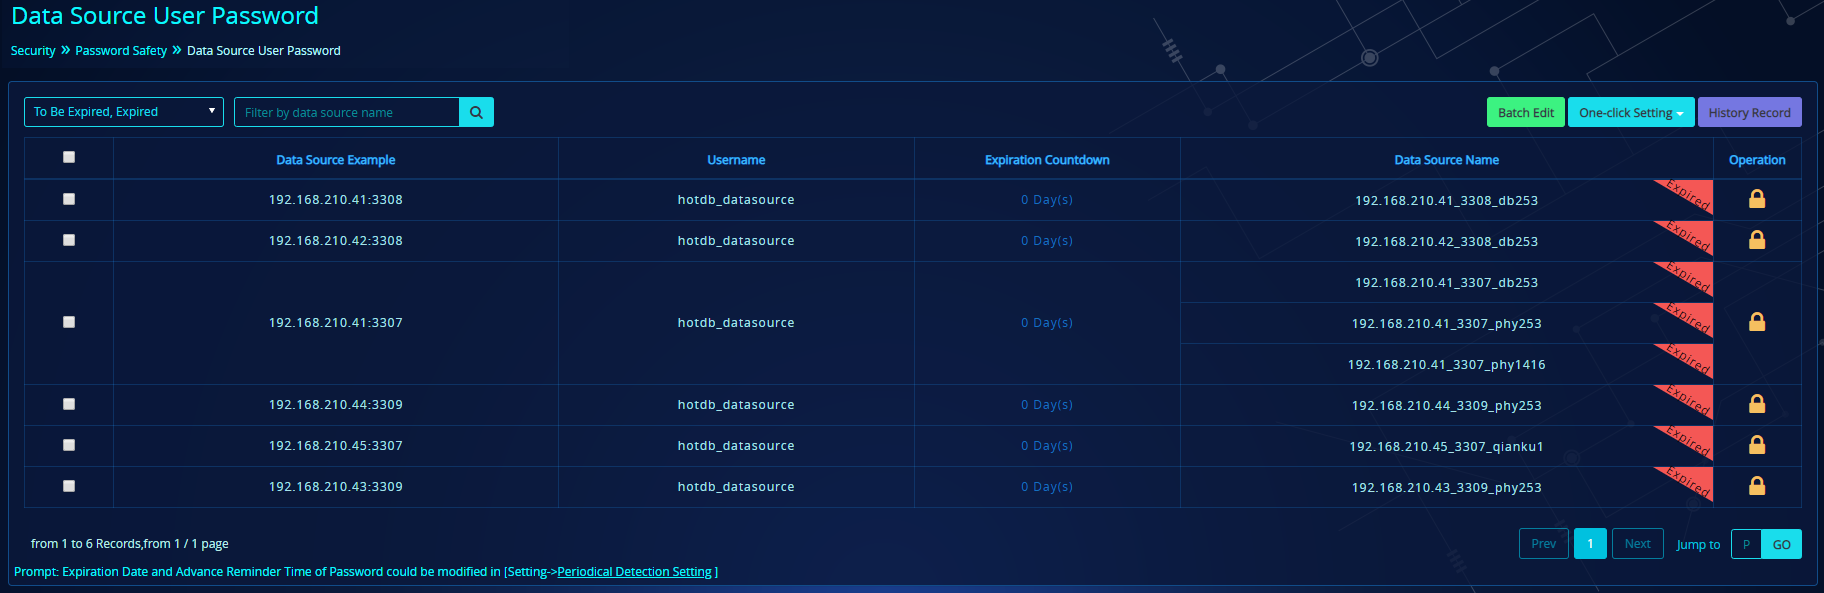 Data Source User Password
Security » Password Safety » Data Source User Password
To Be Expired, Expired Filter by data source name Batch Edit One-click Setting History Record
Data Source Example Username Expiration Countdown Data Source Name Operation
192.168.210.41:3308 hotdb_datasource 0 Day(s) 192.168.210.41_3308_db253 Expired
192.168.210.42:3308 hotdb_datasource 0 Day(s) 192.168.210.42_3308_db253 Expired
192.168.210.41_3307_db253 Expired
192.168.210.41:3307 hotdb_datasource 0 Day(s) 192.168.210.41_3307_phy253 Expired
192.168.210.41_3307_phy1416 Expired
192.168.210.44:3309 hotdb_datasource 0 Day(s) 192.168.210.44_3309_phy253 Expired
192.168.210.45:3307 hotdb_datasource 0 Day(s) 192.168.210.45_3307_qianku1 Expired
192.168.210.43:3309 hotdb_datasource 0 Day(s) 192.168.210.43_3309_phy253 Expired
from 1 to 6 Records,from 1 / 1 page Prev 1 Next Jump to P GO
Prompt: Expiration Date and Advance Reminder Time of Password could be modified in [Setting->Periodical Detection Setting ]